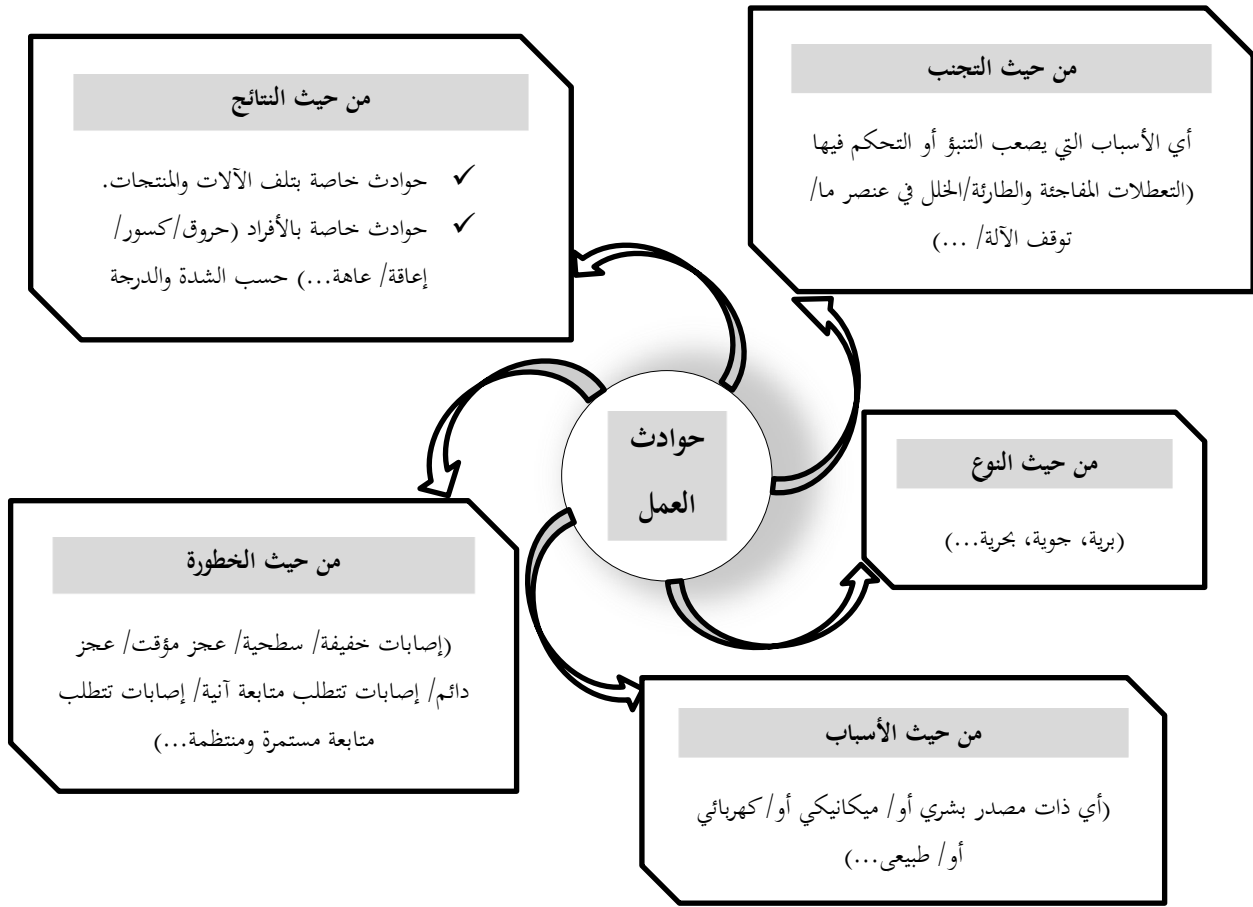 من حيث التجنب
أي الأسباب التي يصعب التنبؤ أو التحكم فيها
(التعطلات المفاجئة والطارئة/الخلل في عنصر ما/
توقف الآلة/ ...)
من حيث النتائج
✓ حوادث خاصة بتلف الآلات والمنتجات.
✓ حوادث خاصة بالأفراد (حروق/كسور/
إعاقة/ عاهة...) حسب الشدة والدرجة
حوادث
العمل
من حيث النوع
(برية، جوية، بحرية...)
من حيث الخطورة
(إصابات خفيفة/ سطحية/ عجز مؤقت/ عجز
دائم/ إصابات تتطلب متابعة آنية/ إصابات تتطلب
متابعة مستمرة ومنتظمة...)
من حيث الأسباب
(أي ذات مصدر بشري أو/ ميكانيكي أو/كهربائي
أو/ طبيعى...)